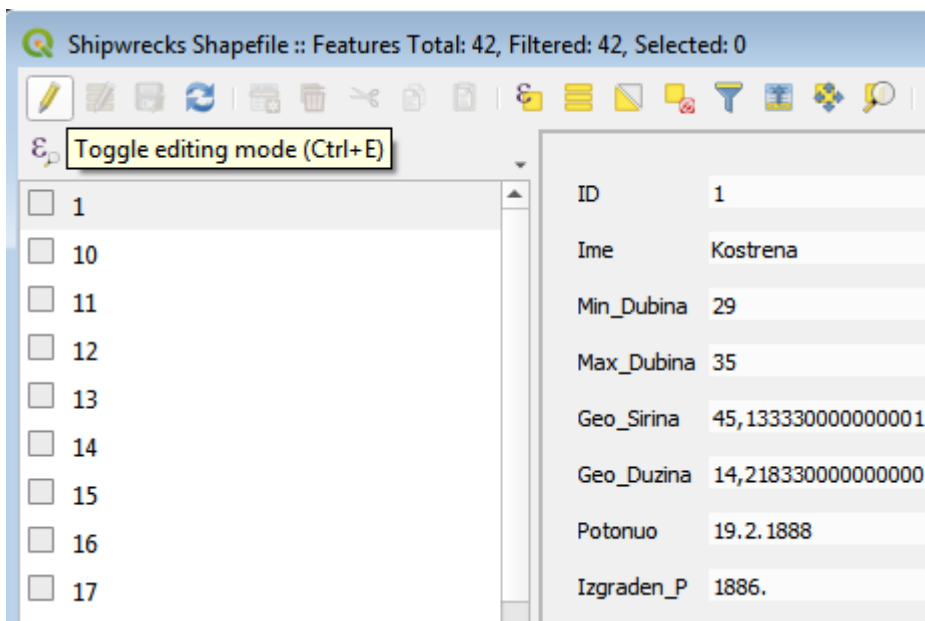 Shipwrecks Shapefile :: Features Total: 42, Filtered: 42, Selected: 0
Toggle editing mode (Ctrl+E)
1
10
11
12
13
14
15
16
17
ID 1
Ime Kostrena
Min_Dubina 29
Max_Dubina 35
Geo_Sirina 45,133330000000001
Geo_Duzina 14,218330000000000
Potonuo 19.2.1888
Izgraden_P 1886.